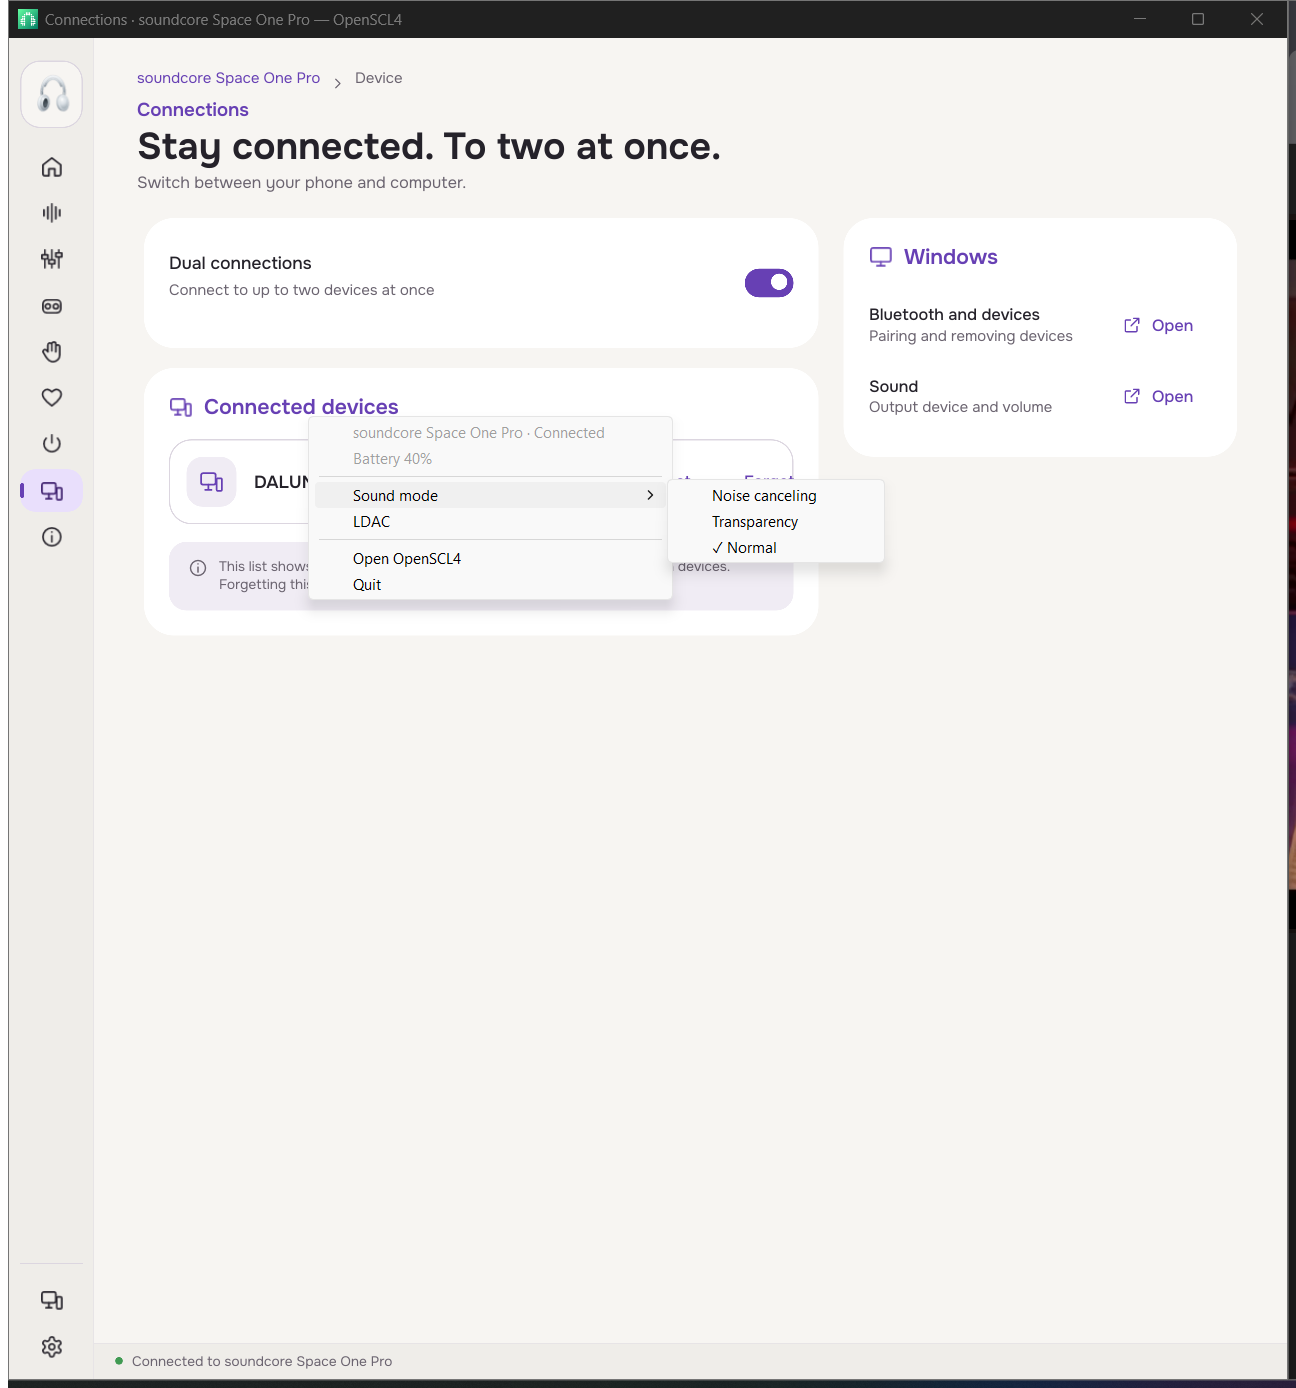 Connections · soundcore Space One Pro — OpenSCL4
soundcore Space One Pro > Device
Connections
Stay connected. To two at once.
Switch between your phone and computer.
Dual connections
Connect to up to two devices at once
Windows
Bluetooth and devices
Pairing and removing devices
Open
Sound
Output device and volume
Open
Connected devices
soundcore Space One Pro · Connected
Battery 40%
Sound mode
LDAC
Open OpenSCL4
Quit
Noise canceling
Transparency
✓ Normal
This list
Forgetting
devices.
Connected to soundcore Space One Pro